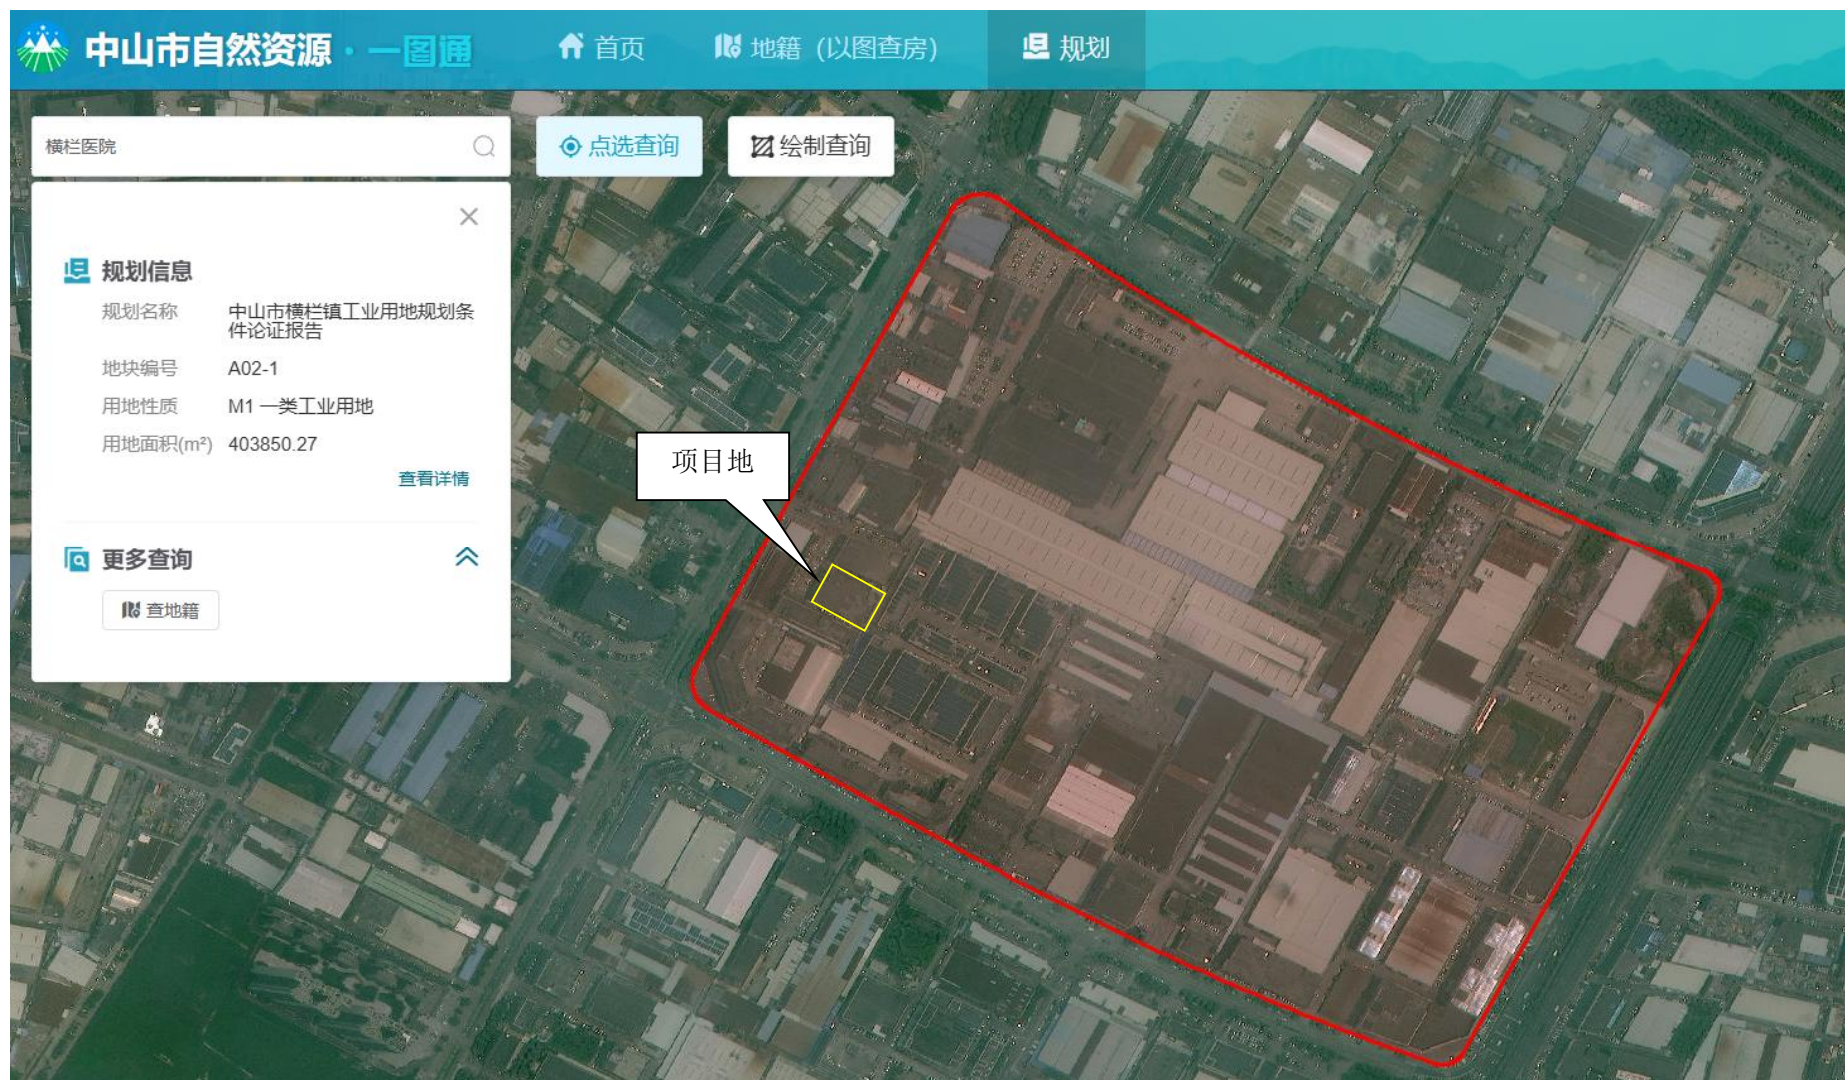 中山市自然资源·一图通
首页
地籍（以图查房）
规划
横栏医院
点选查询
绘制查询
规划信息
规划名称 中山市横栏镇工业用地规划条
件论证报告
地块编号 A02-1
用地性质 M1 一类工业用地
用地面积(m²) 403850.27
查看详情
更多查询
查地籍
项目地